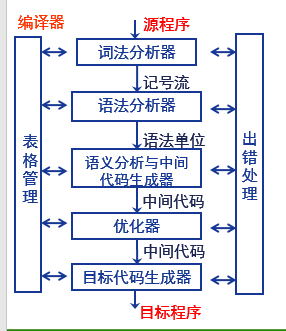 编译器
源程序
词法分析器
记号流
语法分析器
语法单位
语义分析与中间
代码生成器
中间代码
优化器
中间代码
目标代码生成器
目标程序
表格管理
出错处理